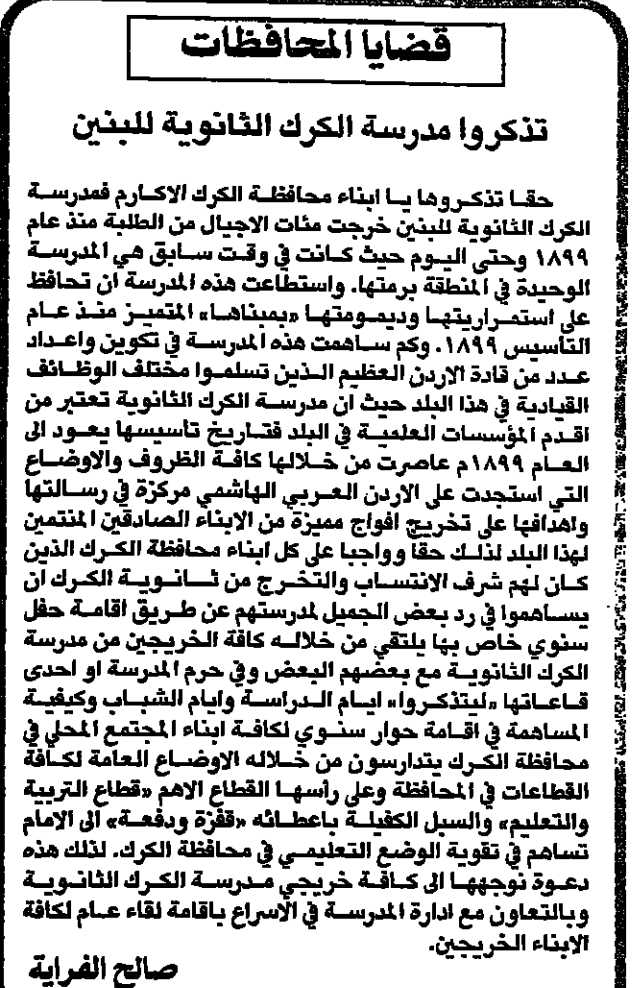 قضايا المحافظات
تذكروا مدرسة الكرك الثانوية للبنين
حقا تذكروها يا ابناء محافظة الكرك الاكارم فمدرسة
الكرك الثانوية للبنين خرجت مئات الاجيال من الطلبة منذ عام
١٨٩٩ وحتى اليوم حيث كانت في وقت سابق هي المدرسة
الوحيدة في المنطقة برمتها. واستطاعت هذه المدرسة ان تحافظ
على استمراريتها وديمومتها «بمبناها» المتميز منذ عام
التأسيس ١٨٩٩. وكم ساهمت هذه المدرسة في تكوين واعداد
عدد من قادة الاردن العظيم الذين تسلموا مختلف الوظائف
القيادية في هذا البلد حيث ان مدرسة الكرك الثانوية تعتبر من
اقدم المؤسسات العلمية في البلد فتاريخ تأسيسها يعود الى
العام ١٨٩٩م عاصرت من خلالها كافة الظروف والاوضاع
التي استجدت على الاردن العربي الهاشمي مركزة في رسالتها
واهدافها على تخريج افواج مميزة من الابناء الصادقين المنتمين
لهذا البلد لذلك حقا وواجبا على كل ابناء محافظة الكرك الذين
كان لهم شرف الانتساب والتخرج من ثانوية الكرك ان
يساهموا في رد بعض الجميل لمدرستهم عن طريق اقامة حفل
سنوي خاص بها يلتقي من خلاله كافة الخريجين من مدرسة
الكرك الثانوية مع بعضهم البعض وفي حرم المدرسة او احدى
قاعاتها «ليتذكروا» ايام الدراسة وايام الشباب وكيفية
المساهمة في اقامة حوار سنوي لكافة ابناء المجتمع المحلي في
محافظة الكرك يتدارسون من خلاله الاوضاع العامة لكافة
القطاعات في المحافظة وعلى رأسها القطاع الاهم «قطاع التربية
والتعليم» والسبل الكفيلة باعطائه «قفزة ودفعة» الى الامام
تساهم في تقوية الوضع التعليمي في محافظة الكرك. لذلك هذه
دعوة نوجهها الى كافة خريجي مدرسة الكرك الثانوية
وبالتعاون مع ادارة المدرسة في الاسراع باقامة لقاء عام لكافة
الابناء الخريجين.
صالح الفراية